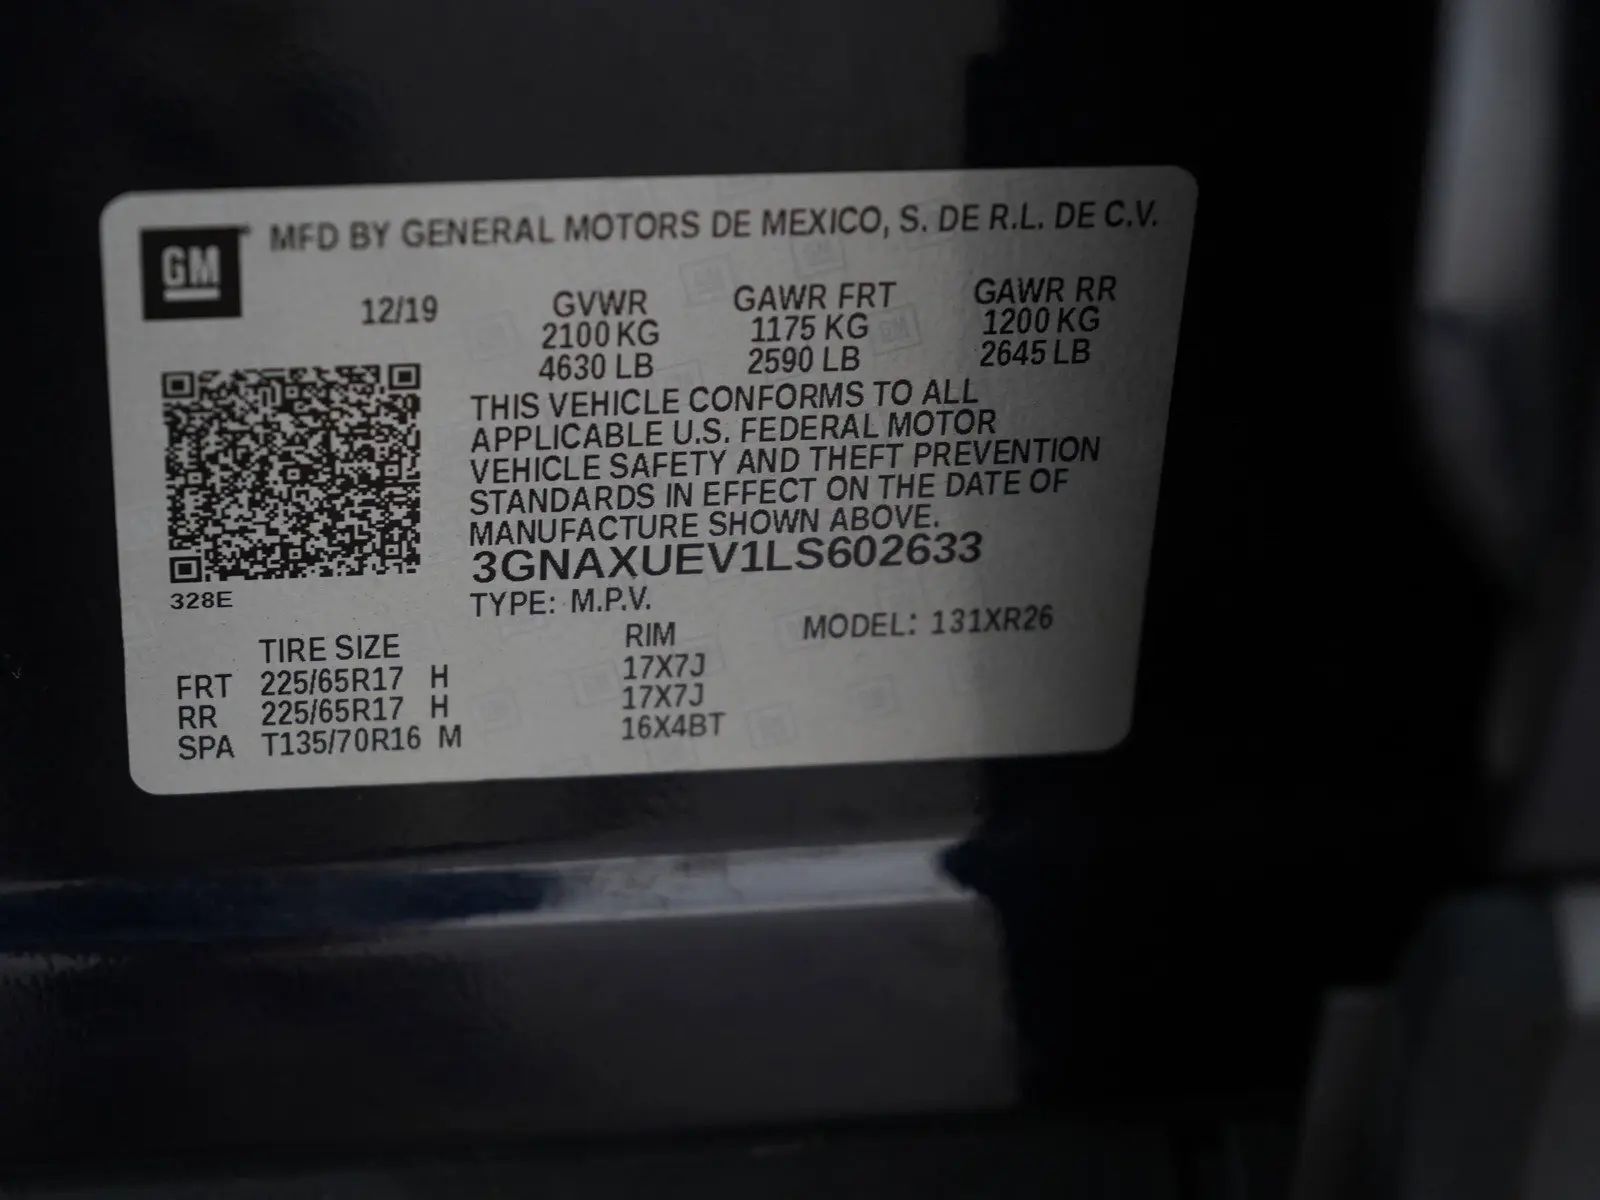 GM MFD BY GENERAL MOTORS DE MEXICO, S. DE R.L. DE C.V.
12/19 GVWR GAWR FRT GAWR RR
2100 KG 1175 KG 1200 KG
4630 LB 2590 LB 2645 LB
THIS VEHICLE CONFORMS TO ALL
APPLICABLE U.S. FEDERAL MOTOR
VEHICLE SAFETY AND THEFT PREVENTION
STANDARDS IN EFFECT ON THE DATE OF
MANUFACTURE SHOWN ABOVE.
3GNAXUEV1LS602633
328E
TYPE: M.P.V.
TIRE SIZE RIM MODEL: 131XR26
FRT 225/65R17 H 17X7J
RR 225/65R17 H 17X7J
SPA T135/70R16 M 16X4BT